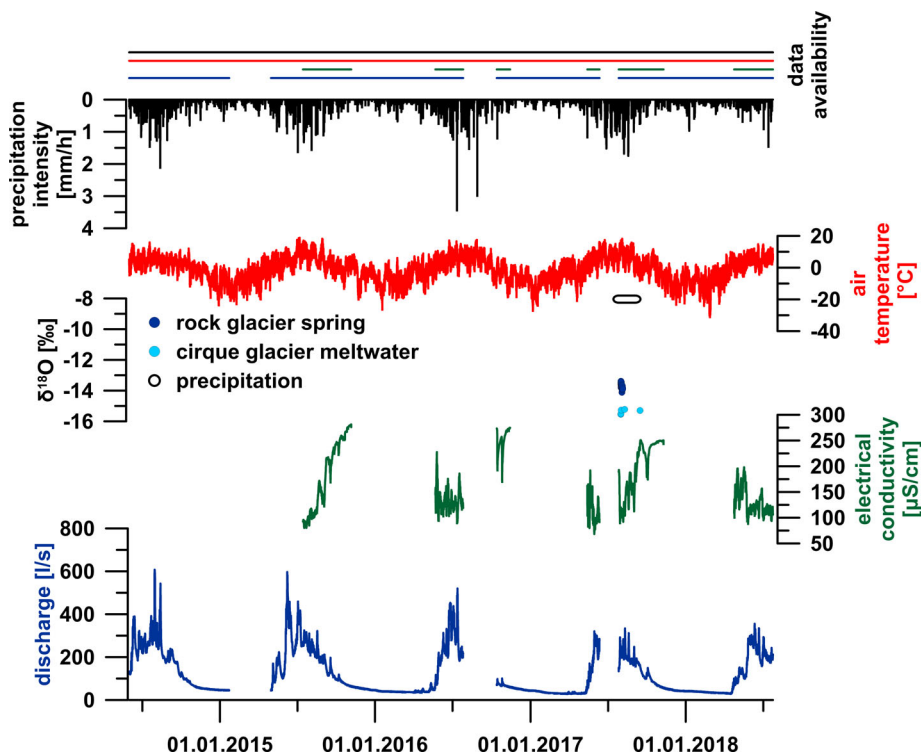 data
availability
precipitation
intensity
[mm/h]
0
1
2
3
4
20
0
-20
-40
air
temperature
[°C]
-8
-10
-12
-14
-16
δ¹⁸O [‰]
rock glacier spring
cirque glacier meltwater
precipitation
300
250
200
150
100
50
electrical
conductivity
[µS/cm]
800
600
400
200
0
discharge [l/s]
01.01.2015
01.01.2016
01.01.2017
01.01.2018